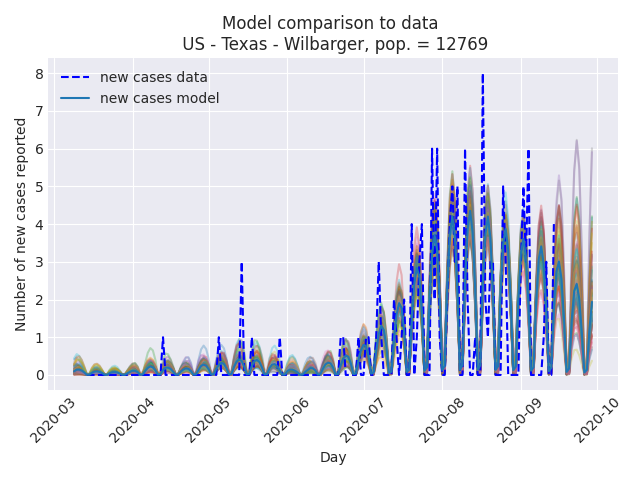 Model comparison to data
US - Texas - Wilbarger, pop. = 12769
Number of new cases reported
8
7
6
5
4
3
2
1
0
new cases data
new cases model
2020-03
2020-04
2020-05
2020-06
2020-07
2020-08
2020-09
2020-10
Day